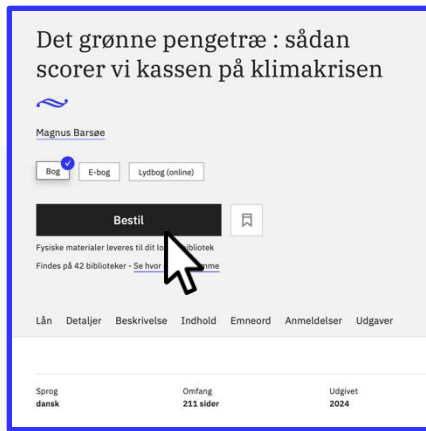 Det grønne pengetræ : sådan
scorer vi kassen på klimakrisen
Magnus Barsøe
Bog
E-bog
Lydbog (online)
Bestil
Fysiske materialer leveres til dit bibliotek
Findes på 42 biblioteker - Se hvor
Lån Detaljer Beskrivelse Indhold Emneord Anmeldelser Udgaver
Sprog Omfang Udgivet
dansk 211 sider 2024